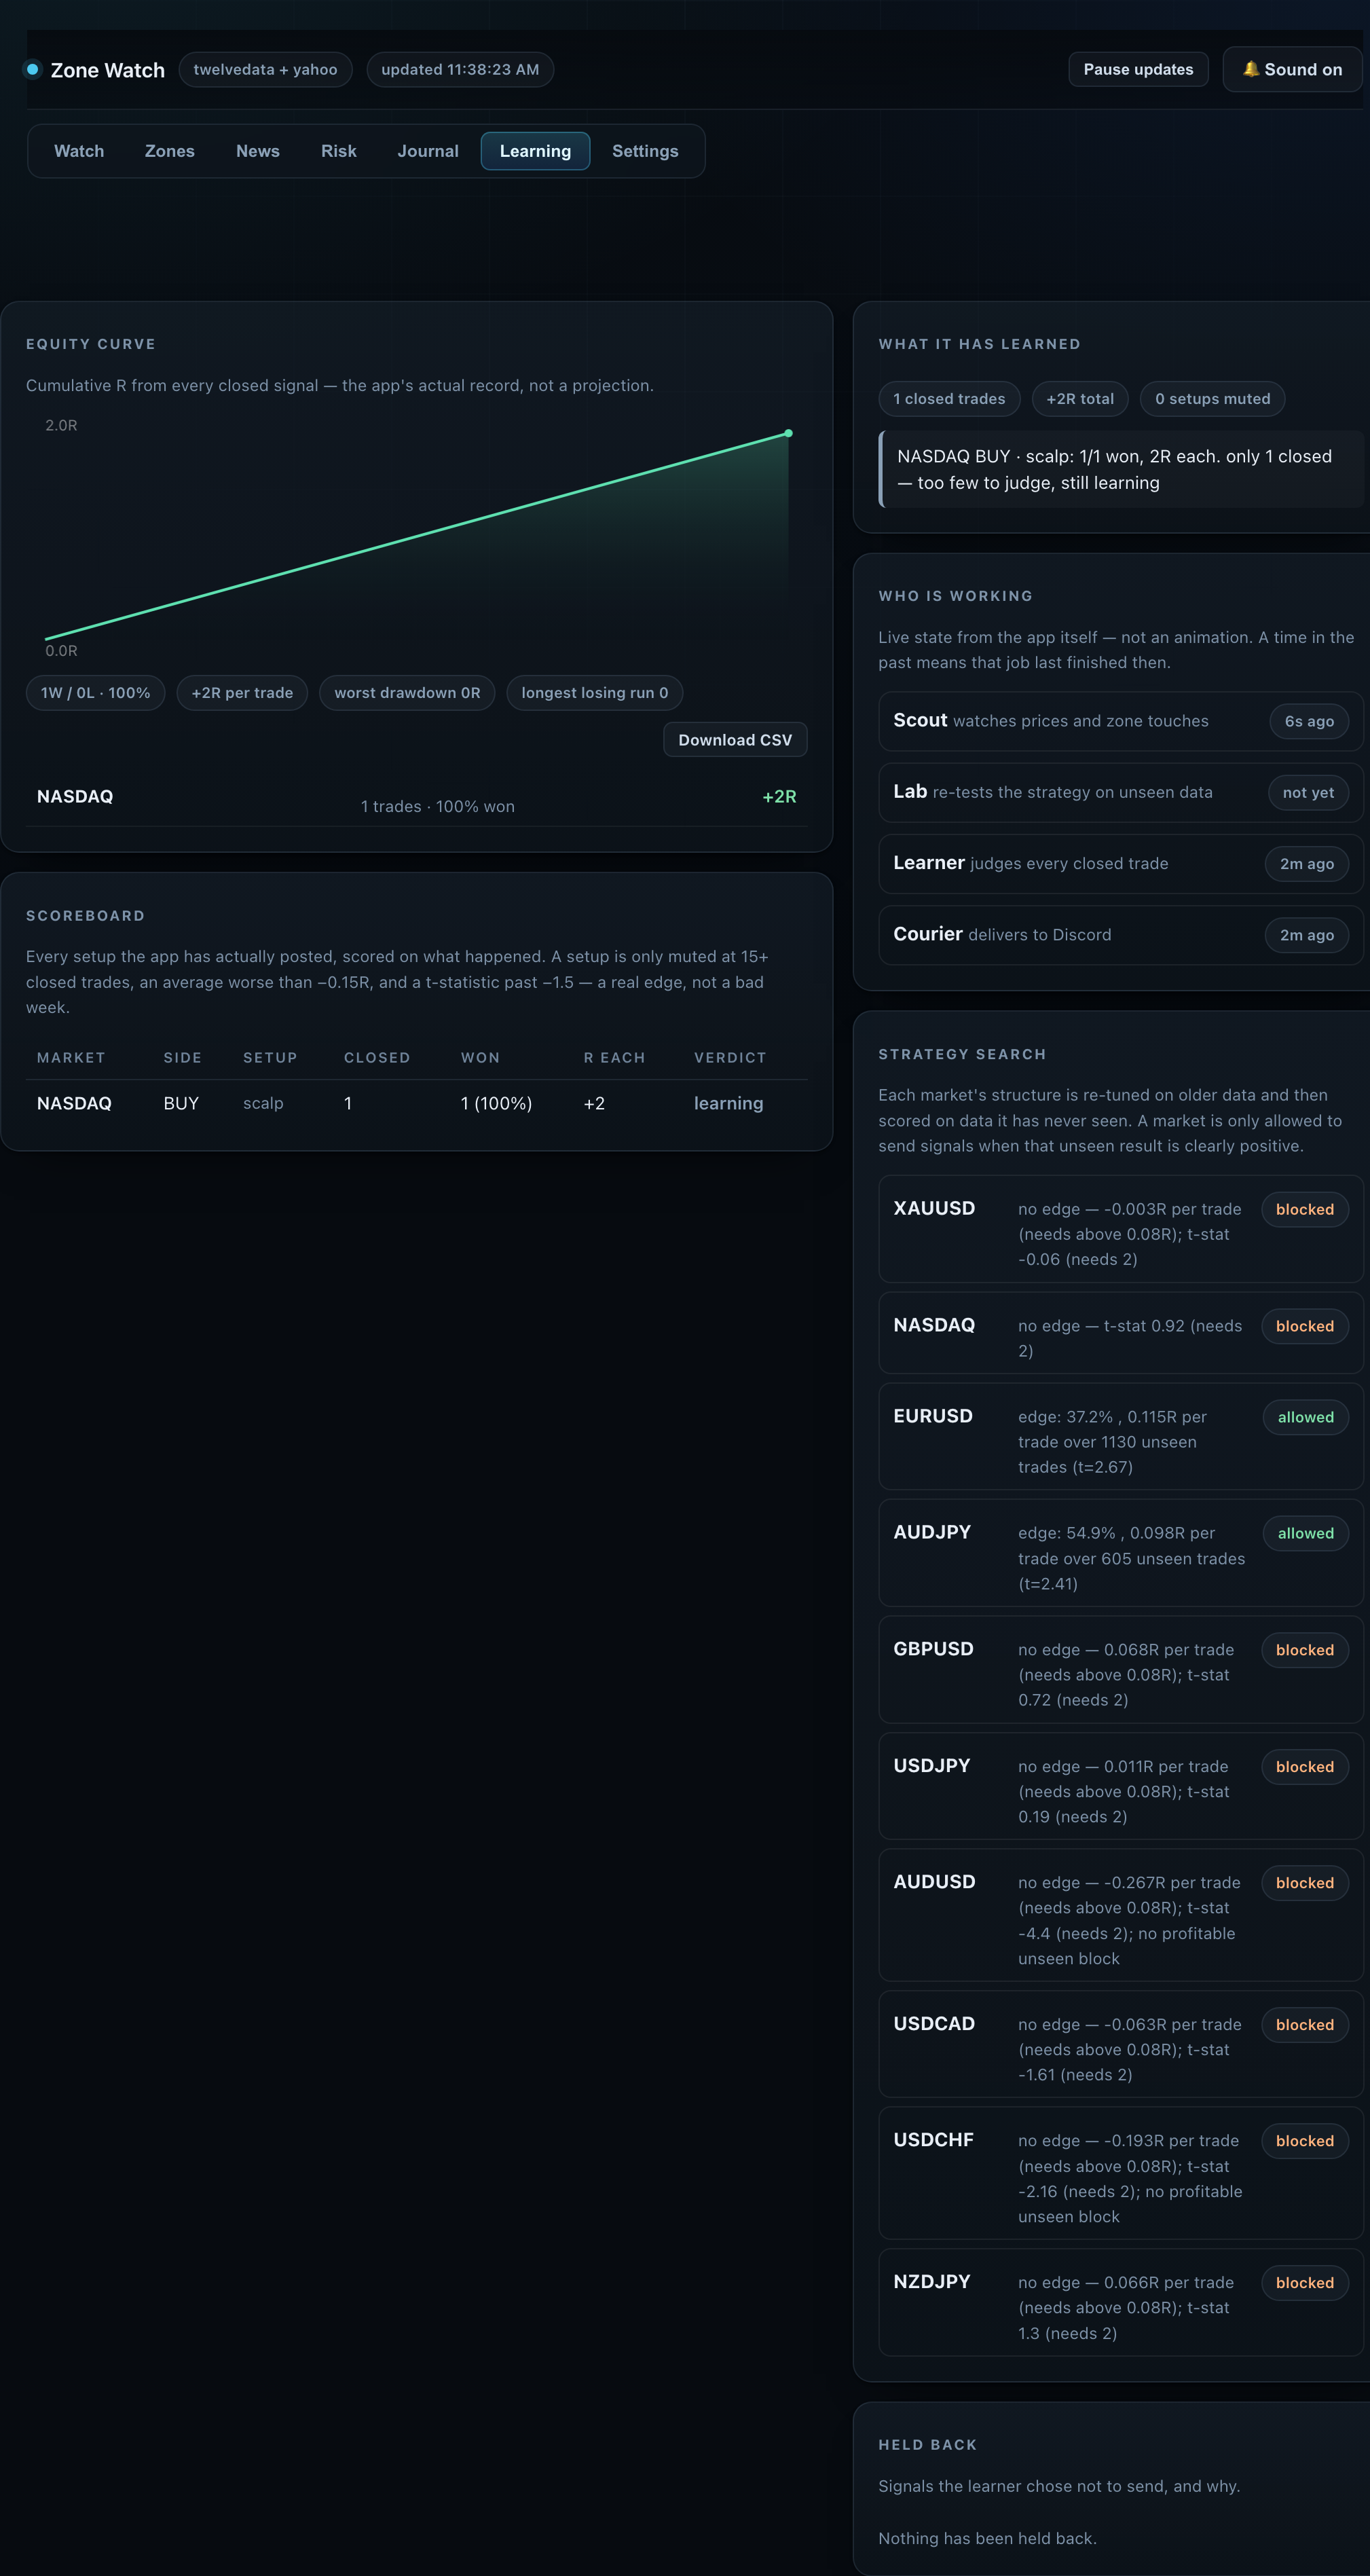 Zone Watch
twelvedata + yahoo
updated 11:38:23 AM
Pause updates
🔔 Sound on
Watch
Zones
News
Risk
Journal
Learning
Settings
EQUITY CURVE
Cumulative R from every closed signal — the app's actual record, not a projection.
2.0R
0.0R
1W / 0L · 100%
+2R per trade
worst drawdown 0R
longest losing run 0
Download CSV
NASDAQ
1 trades · 100% won
+2R
SCOREBOARD
Every setup the app has actually posted, scored on what happened. A setup is only muted at 15+
closed trades, an average worse than −0.15R, and a t-statistic past −1.5 — a real edge, not a bad
week.
MARKET SIDE SETUP CLOSED WON R EACH VERDICT
NASDAQ BUY scalp 1 1 (100%) +2 learning
WHAT IT HAS LEARNED
1 closed trades
+2R total
0 setups muted
NASDAQ BUY · scalp: 1/1 won, 2R each. only 1 closed
— too few to judge, still learning
WHO IS WORKING
Live state from the app itself — not an animation. A time in the
past means that job last finished then.
Scout watches prices and zone touches
6s ago
Lab re-tests the strategy on unseen data
not yet
Learner judges every closed trade
2m ago
Courier delivers to Discord
2m ago
STRATEGY SEARCH
Each market's structure is re-tuned on older data and then
scored on data it has never seen. A market is only allowed to
send signals when that unseen result is clearly positive.
XAUUSD
no edge — -0.003R per trade
(needs above 0.08R); t-stat
-0.06 (needs 2)
blocked
NASDAQ
no edge — t-stat 0.92 (needs
2)
blocked
EURUSD
edge: 37.2% , 0.115R per
trade over 1130 unseen
trades (t=2.67)
allowed
AUDJPY
edge: 54.9% , 0.098R per
trade over 605 unseen trades
(t=2.41)
allowed
GBPUSD
no edge — 0.068R per trade
(needs above 0.08R); t-stat
0.72 (needs 2)
blocked
USDJPY
no edge — 0.011R per trade
(needs above 0.08R); t-stat
0.19 (needs 2)
blocked
AUDUSD
no edge — -0.267R per trade
(needs above 0.08R); t-stat
-4.4 (needs 2); no profitable
unseen block
blocked
USDCAD
no edge — -0.063R per trade
(needs above 0.08R); t-stat
-1.61 (needs 2)
blocked
USDCHF
no edge — -0.193R per trade
(needs above 0.08R); t-stat
-2.16 (needs 2); no profitable
unseen block
blocked
NZDJPY
no edge — 0.066R per trade
(needs above 0.08R); t-stat
1.3 (needs 2)
blocked
HELD BACK
Signals the learner chose not to send, and why.
Nothing has been held back.